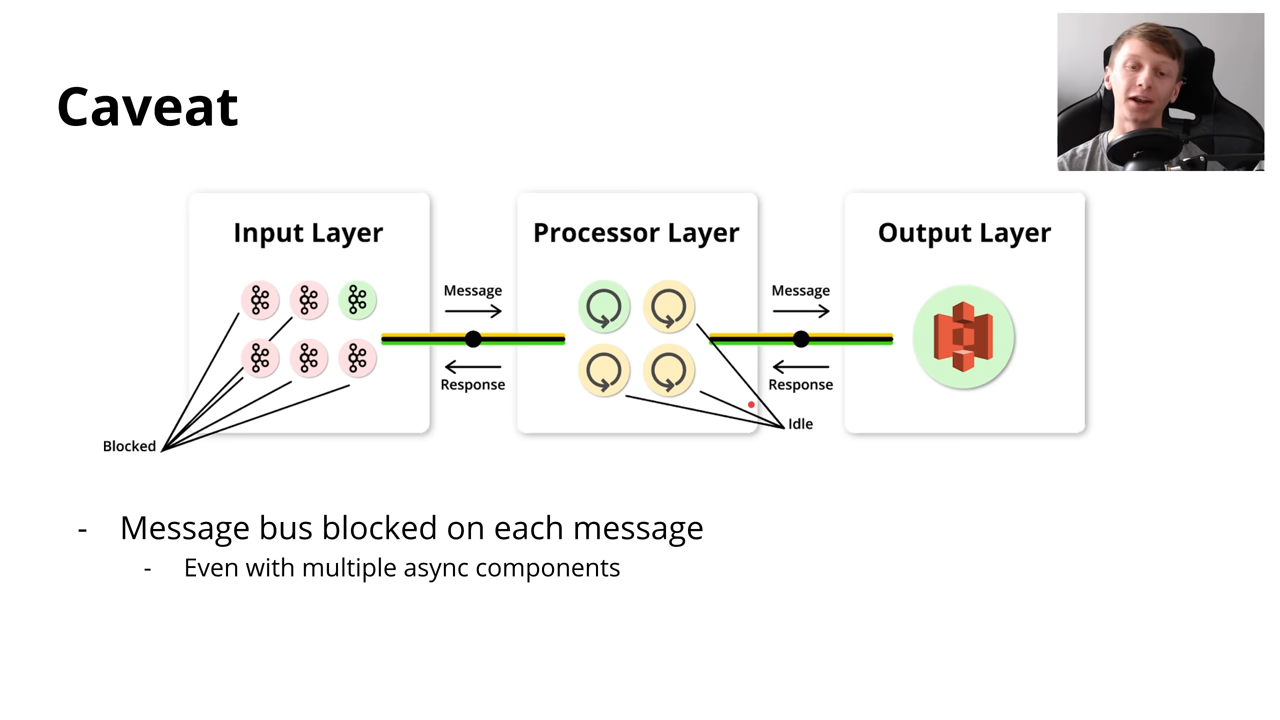 Caveat
Input Layer
Processor Layer
Output Layer
Message
Message
Response
Response
Blocked
Idle
- Message bus blocked on each message
- Even with multiple async components